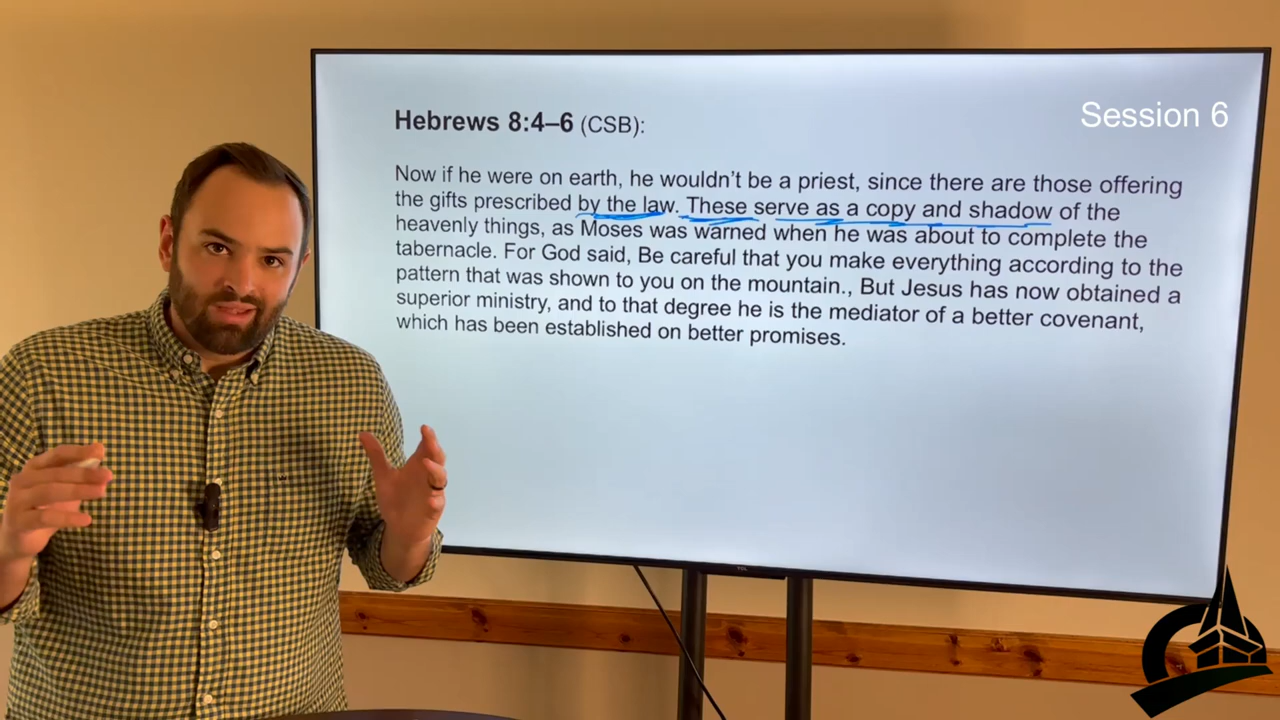 Session 6
Hebrews 8:4–6 (CSB):
Now if he were on earth, he wouldn't be a priest, since there are those offering
the gifts prescribed by the law. These serve as a copy and shadow of the
heavenly things, as Moses was warned when he was about to complete the
tabernacle. For God said, Be careful that you make everything according to the
pattern that was shown to you on the mountain., But Jesus has now obtained a
superior ministry, and to that degree he is the mediator of a better covenant,
which has been established on better promises.
TCL